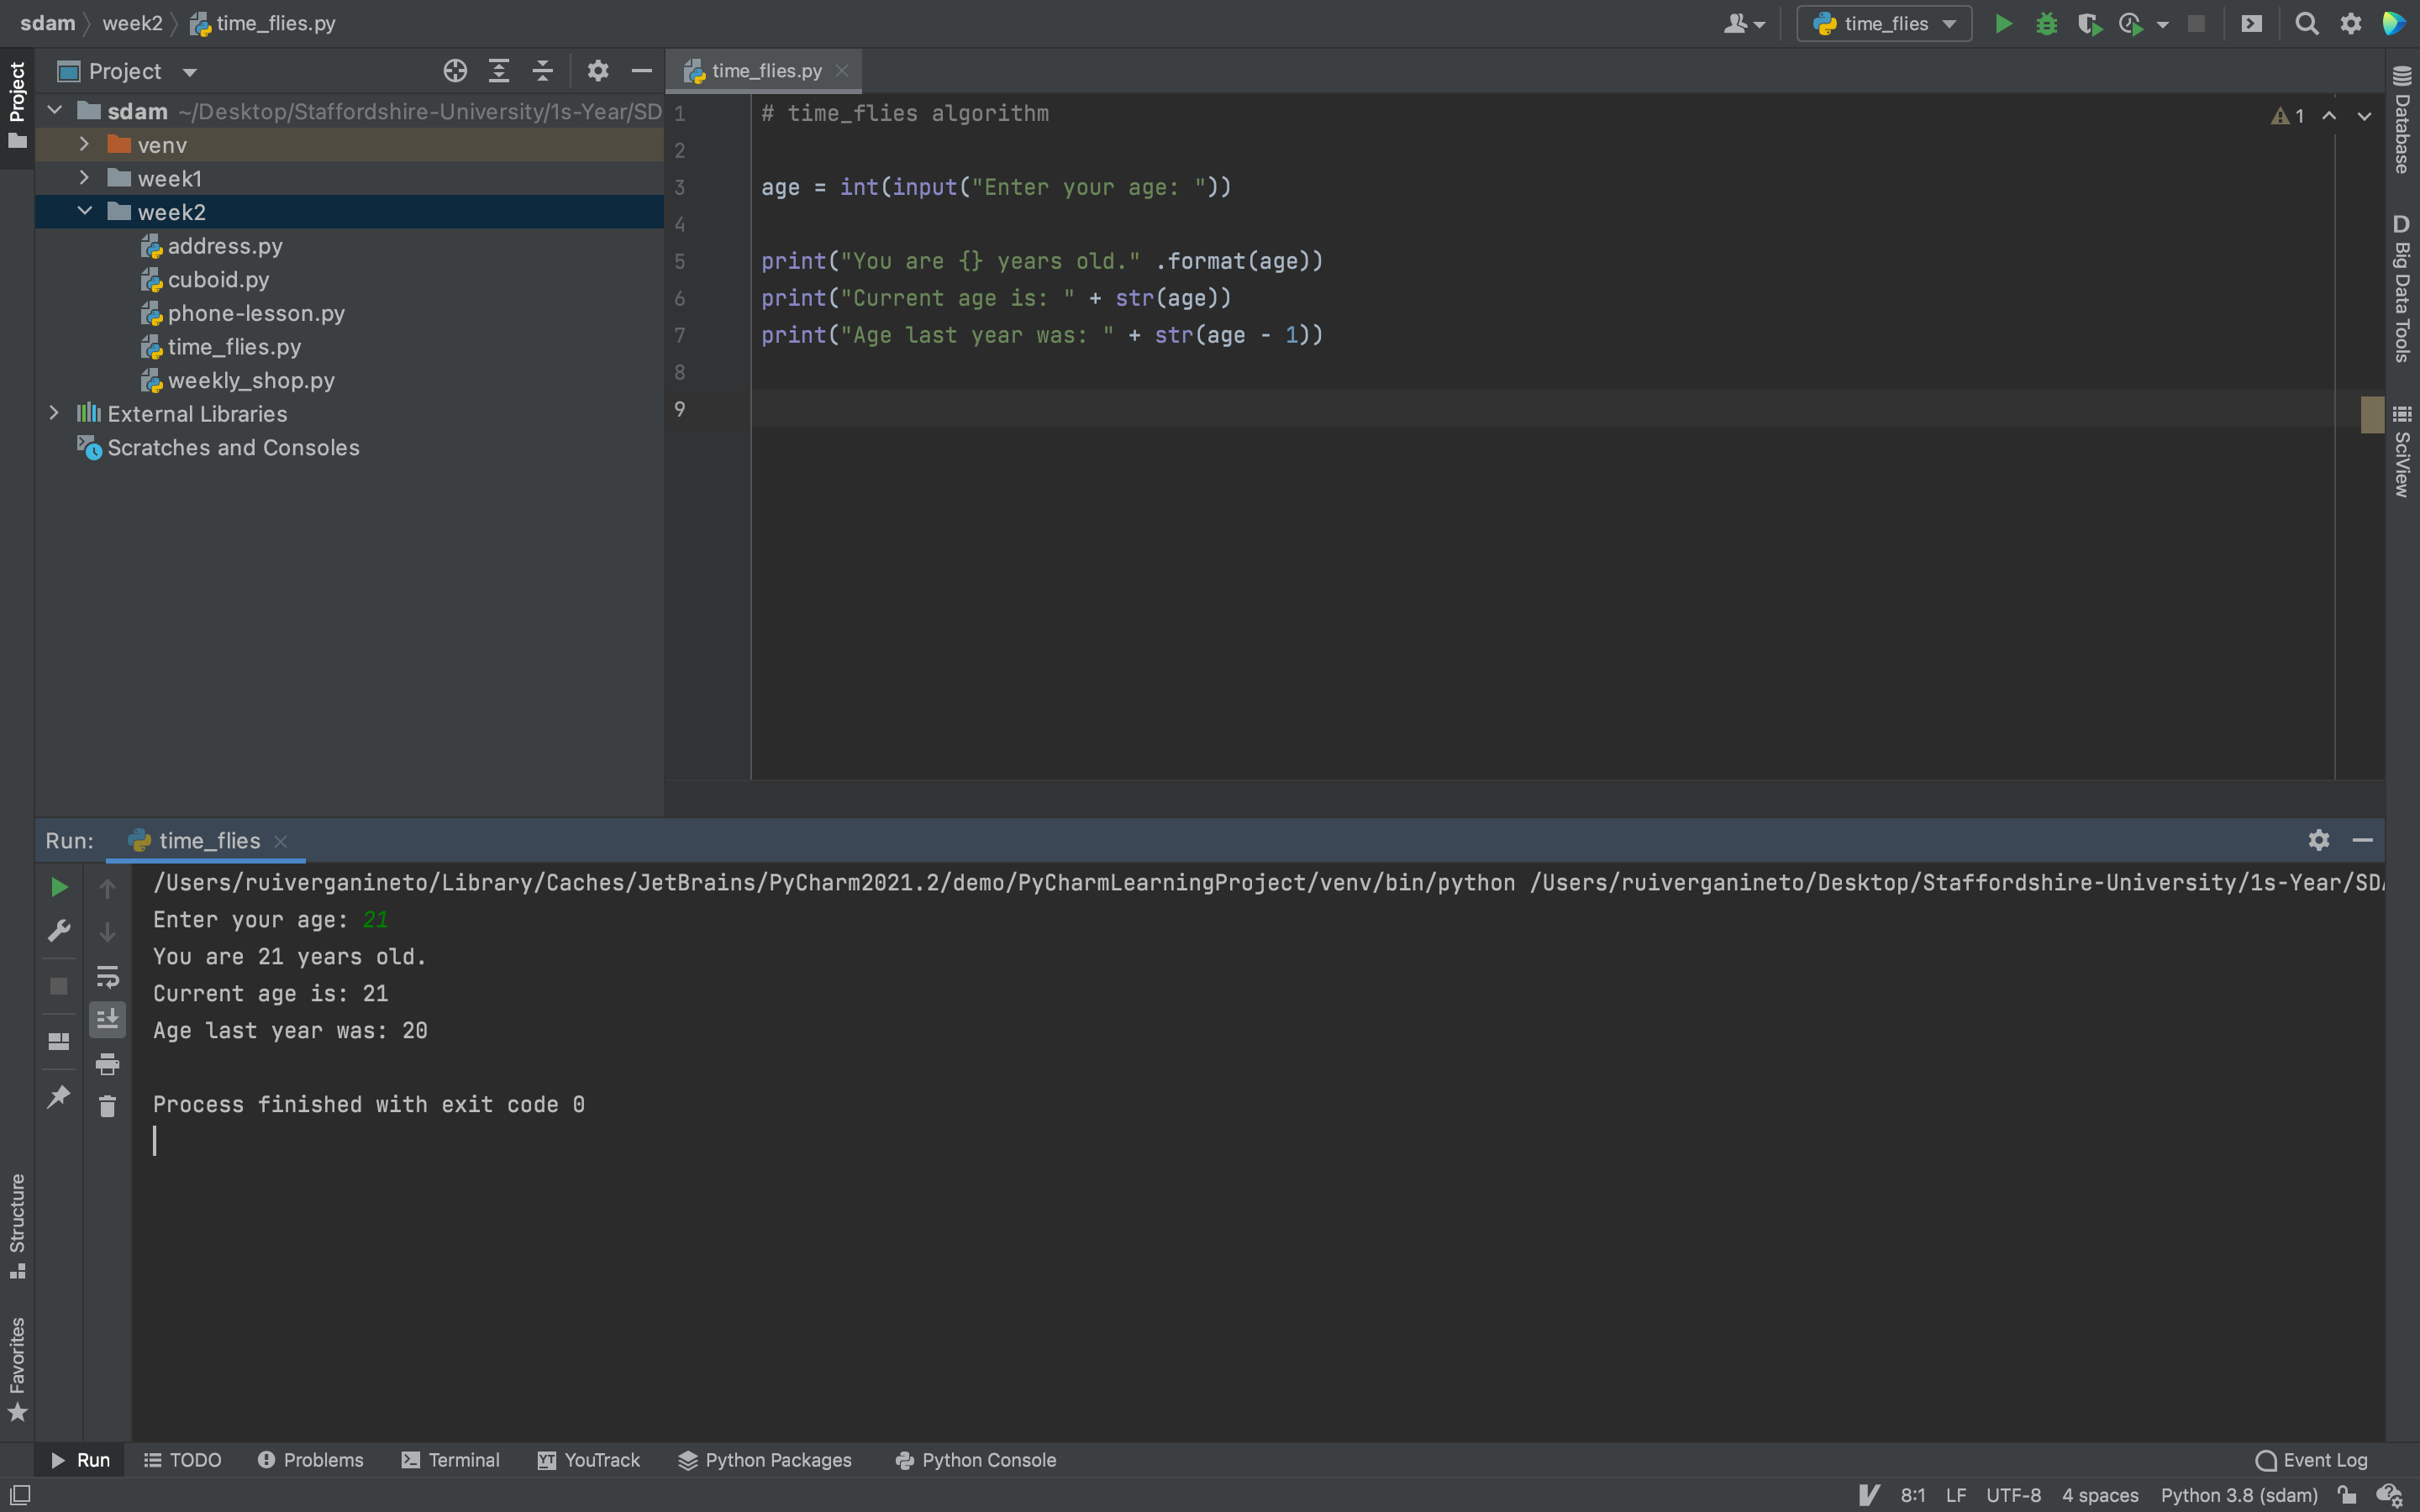 sdam week2 time_flies.py
time_flies
Project
Project
time_flies.py
sdam ~/Desktop/Staffordshire-University/1s-Year/SD
venv
week1
week2
address.py
cuboid.py
phone-lesson.py
time_flies.py
weekly_shop.py
External Libraries
Scratches and Consoles
1 # time_flies algorithm
2
3 age = int(input("Enter your age: "))
4
5 print("You are {} years old." .format(age))
6 print("Current age is: " + str(age))
7 print("Age last year was: " + str(age - 1))
8
9
1
Database
D
Big Data Tools
SciView
Run: time_flies
/Users/ruiverganineto/Library/Caches/JetBrains/PyCharm2021.2/demo/PyCharmLearningProject/venv/bin/python /Users/ruiverganineto/Desktop/Staffordshire-University/1s-Year/SD
Enter your age: 21
You are 21 years old.
Current age is: 21
Age last year was: 20
Process finished with exit code 0
Structure
Favorites
Run TODO Problems Terminal YT YouTrack Python Packages Python Console Event Log
8:1 LF UTF-8 4 spaces Python 3.8 (sdam)